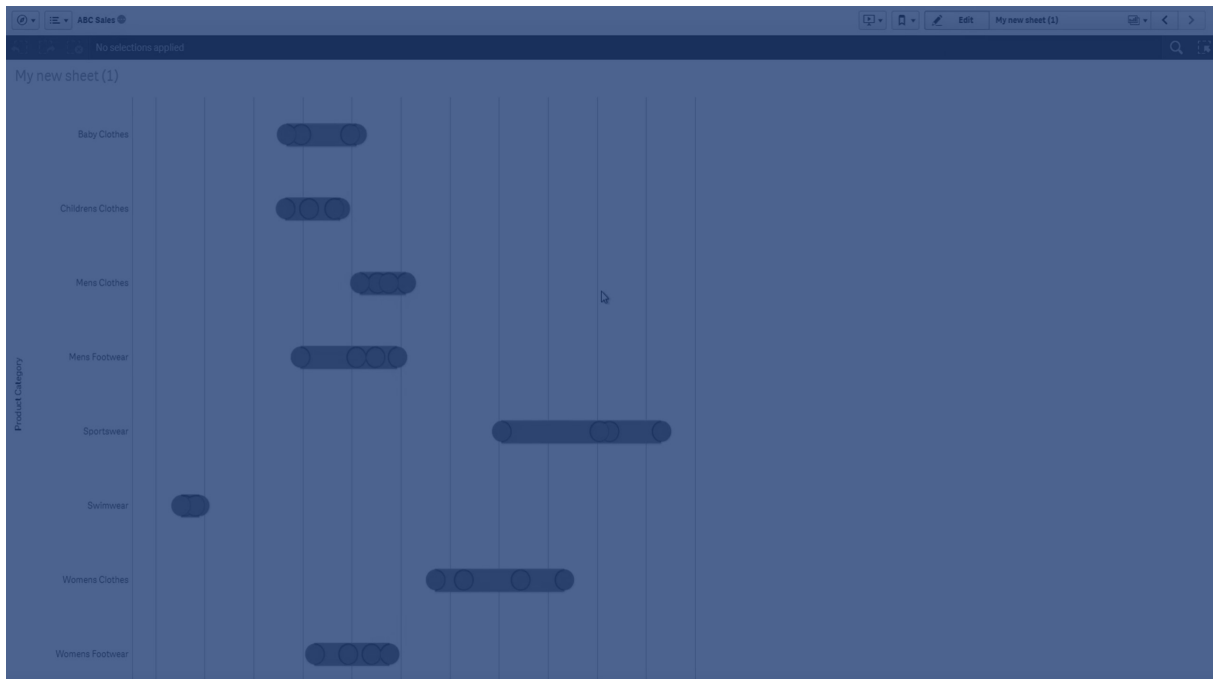 ABC Sales
Edit
My new sheet (1)
No selections applied
My new sheet (1)
Product Category
Baby Clothes
Childrens Clothes
Mens Clothes
Mens Footwear
Sportswear
Swimwear
Womens Clothes
Womens Footwear